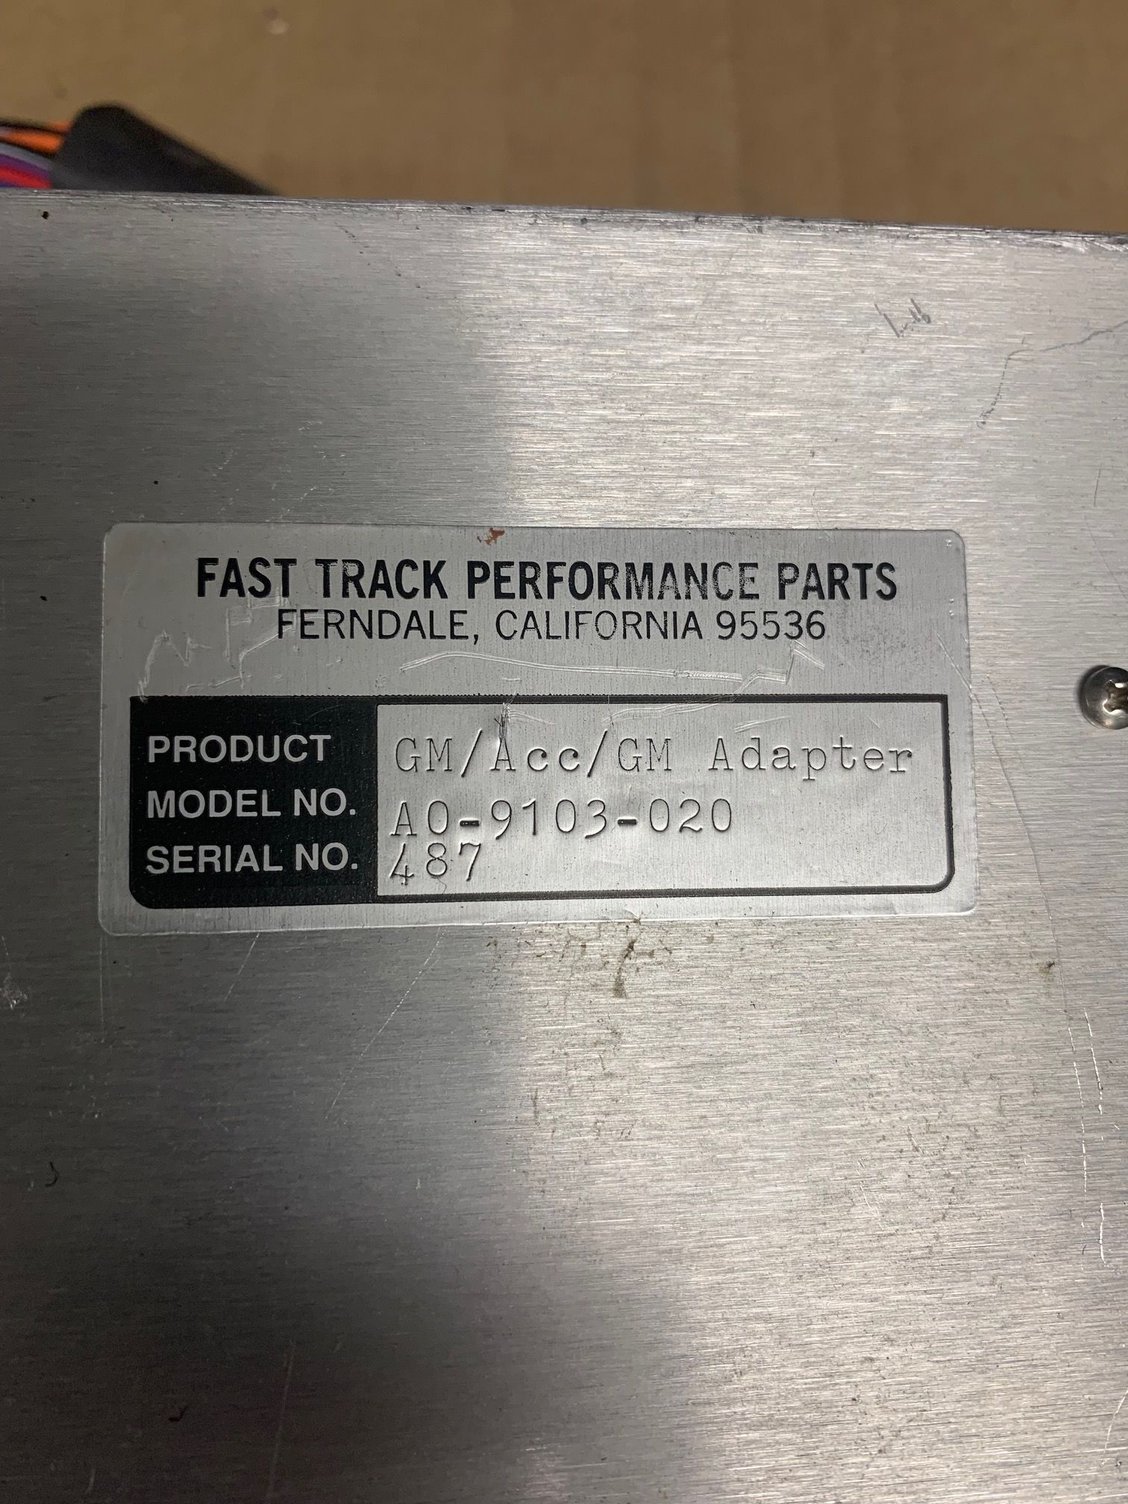 FAST TRACK PERFORMANCE PARTS
FERNDALE, CALIFORNIA 95536
PRODUCT GM/Acc/GM Adapter
MODEL NO. AO-9103-020
SERIAL NO. 487